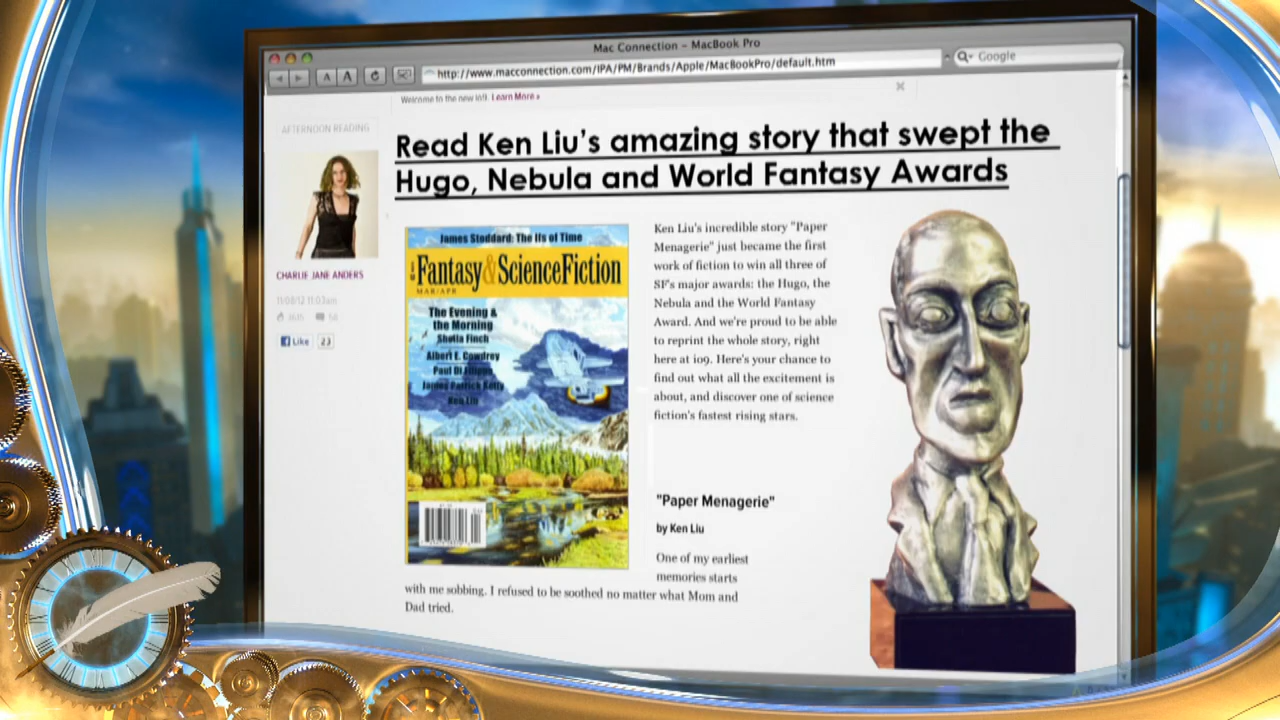 Mac Connection – MacBook Pro
http://www.macconnection.com/IPA/PM/Brands/Apple/MacBookPro/default.htm
Google
A A
Welcome to the new io9. Learn More »
AFTERNOON READING
Read Ken Liu's amazing story that swept the
Hugo, Nebula and World Fantasy Awards
CHARLIE JANE ANDERS
11/08/12 11:03am
Like 23
James Stoddard: The Ifs of Time
Fantasy & ScienceFiction
MAR/APR
The Evening &
the Morning
Sheila Finch
Albert E. Cowdrey
Paul Di Filippo
James Patrick Kelly
Ken Liu
Ken Liu's incredible story "Paper
Menagerie" just became the first
work of fiction to win all three of
SF's major awards: the Hugo, the
Nebula and the World Fantasy
Award. And we're proud to be able
to reprint the whole story, right
here at io9. Here's your chance to
find out what all the excitement is
about, and discover one of science
fiction's fastest rising stars.
"Paper Menagerie"
by Ken Liu
One of my earliest
memories starts
with me sobbing. I refused to be soothed no matter what Mom and
Dad tried.